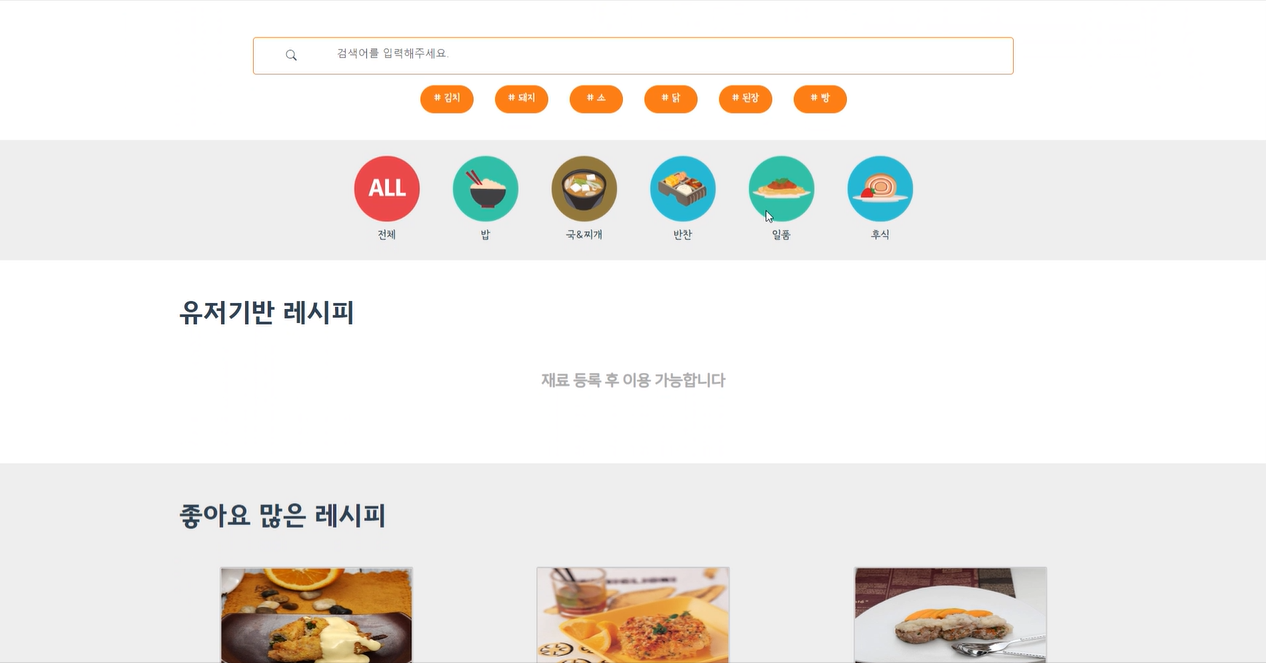 검색어를 입력해주세요.
# 김치 # 돼지 # 소 # 닭 # 된장 # 빵
ALL
전체 밥 국&찌개 반찬 일품 후식
유저기반 레시피
재료 등록 후 이용 가능합니다
좋아요 많은 레시피